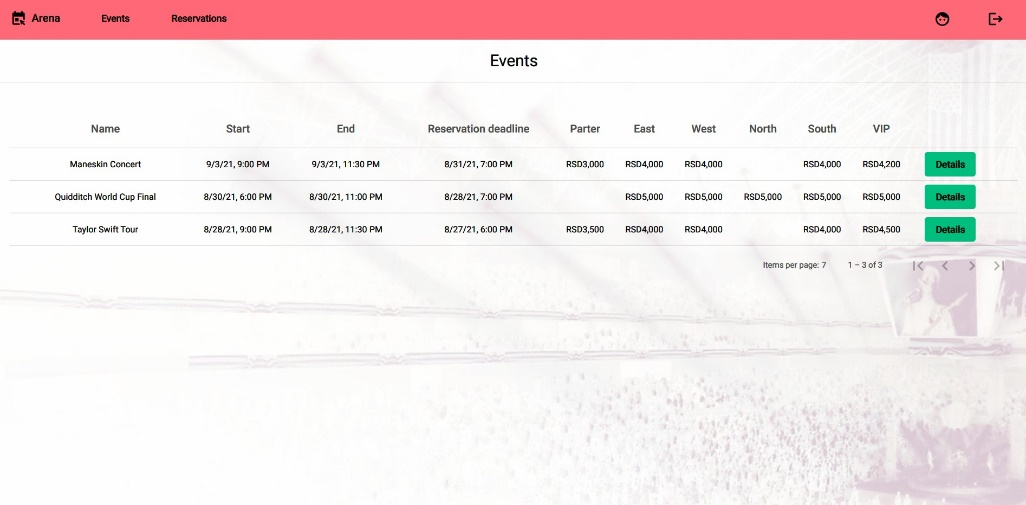 Arena Events Reservations
Events
Name Start End Reservation deadline Parter East West North South VIP
Maneskin Concert 9/3/21, 9:00 PM 9/3/21, 11:30 PM 8/31/21, 7:00 PM RSD3,000 RSD4,000 RSD4,000 RSD4,000 RSD4,200 Details
Quidditch World Cup Final 8/30/21, 6:00 PM 8/30/21, 11:00 PM 8/28/21, 7:00 PM RSD5,000 RSD5,000 RSD5,000 RSD5,000 RSD5,000 Details
Taylor Swift Tour 8/28/21, 9:00 PM 8/28/21, 11:30 PM 8/27/21, 6:00 PM RSD3,500 RSD4,000 RSD4,000 RSD4,000 RSD4,500 Details
Items per page: 7 1 – 3 of 3